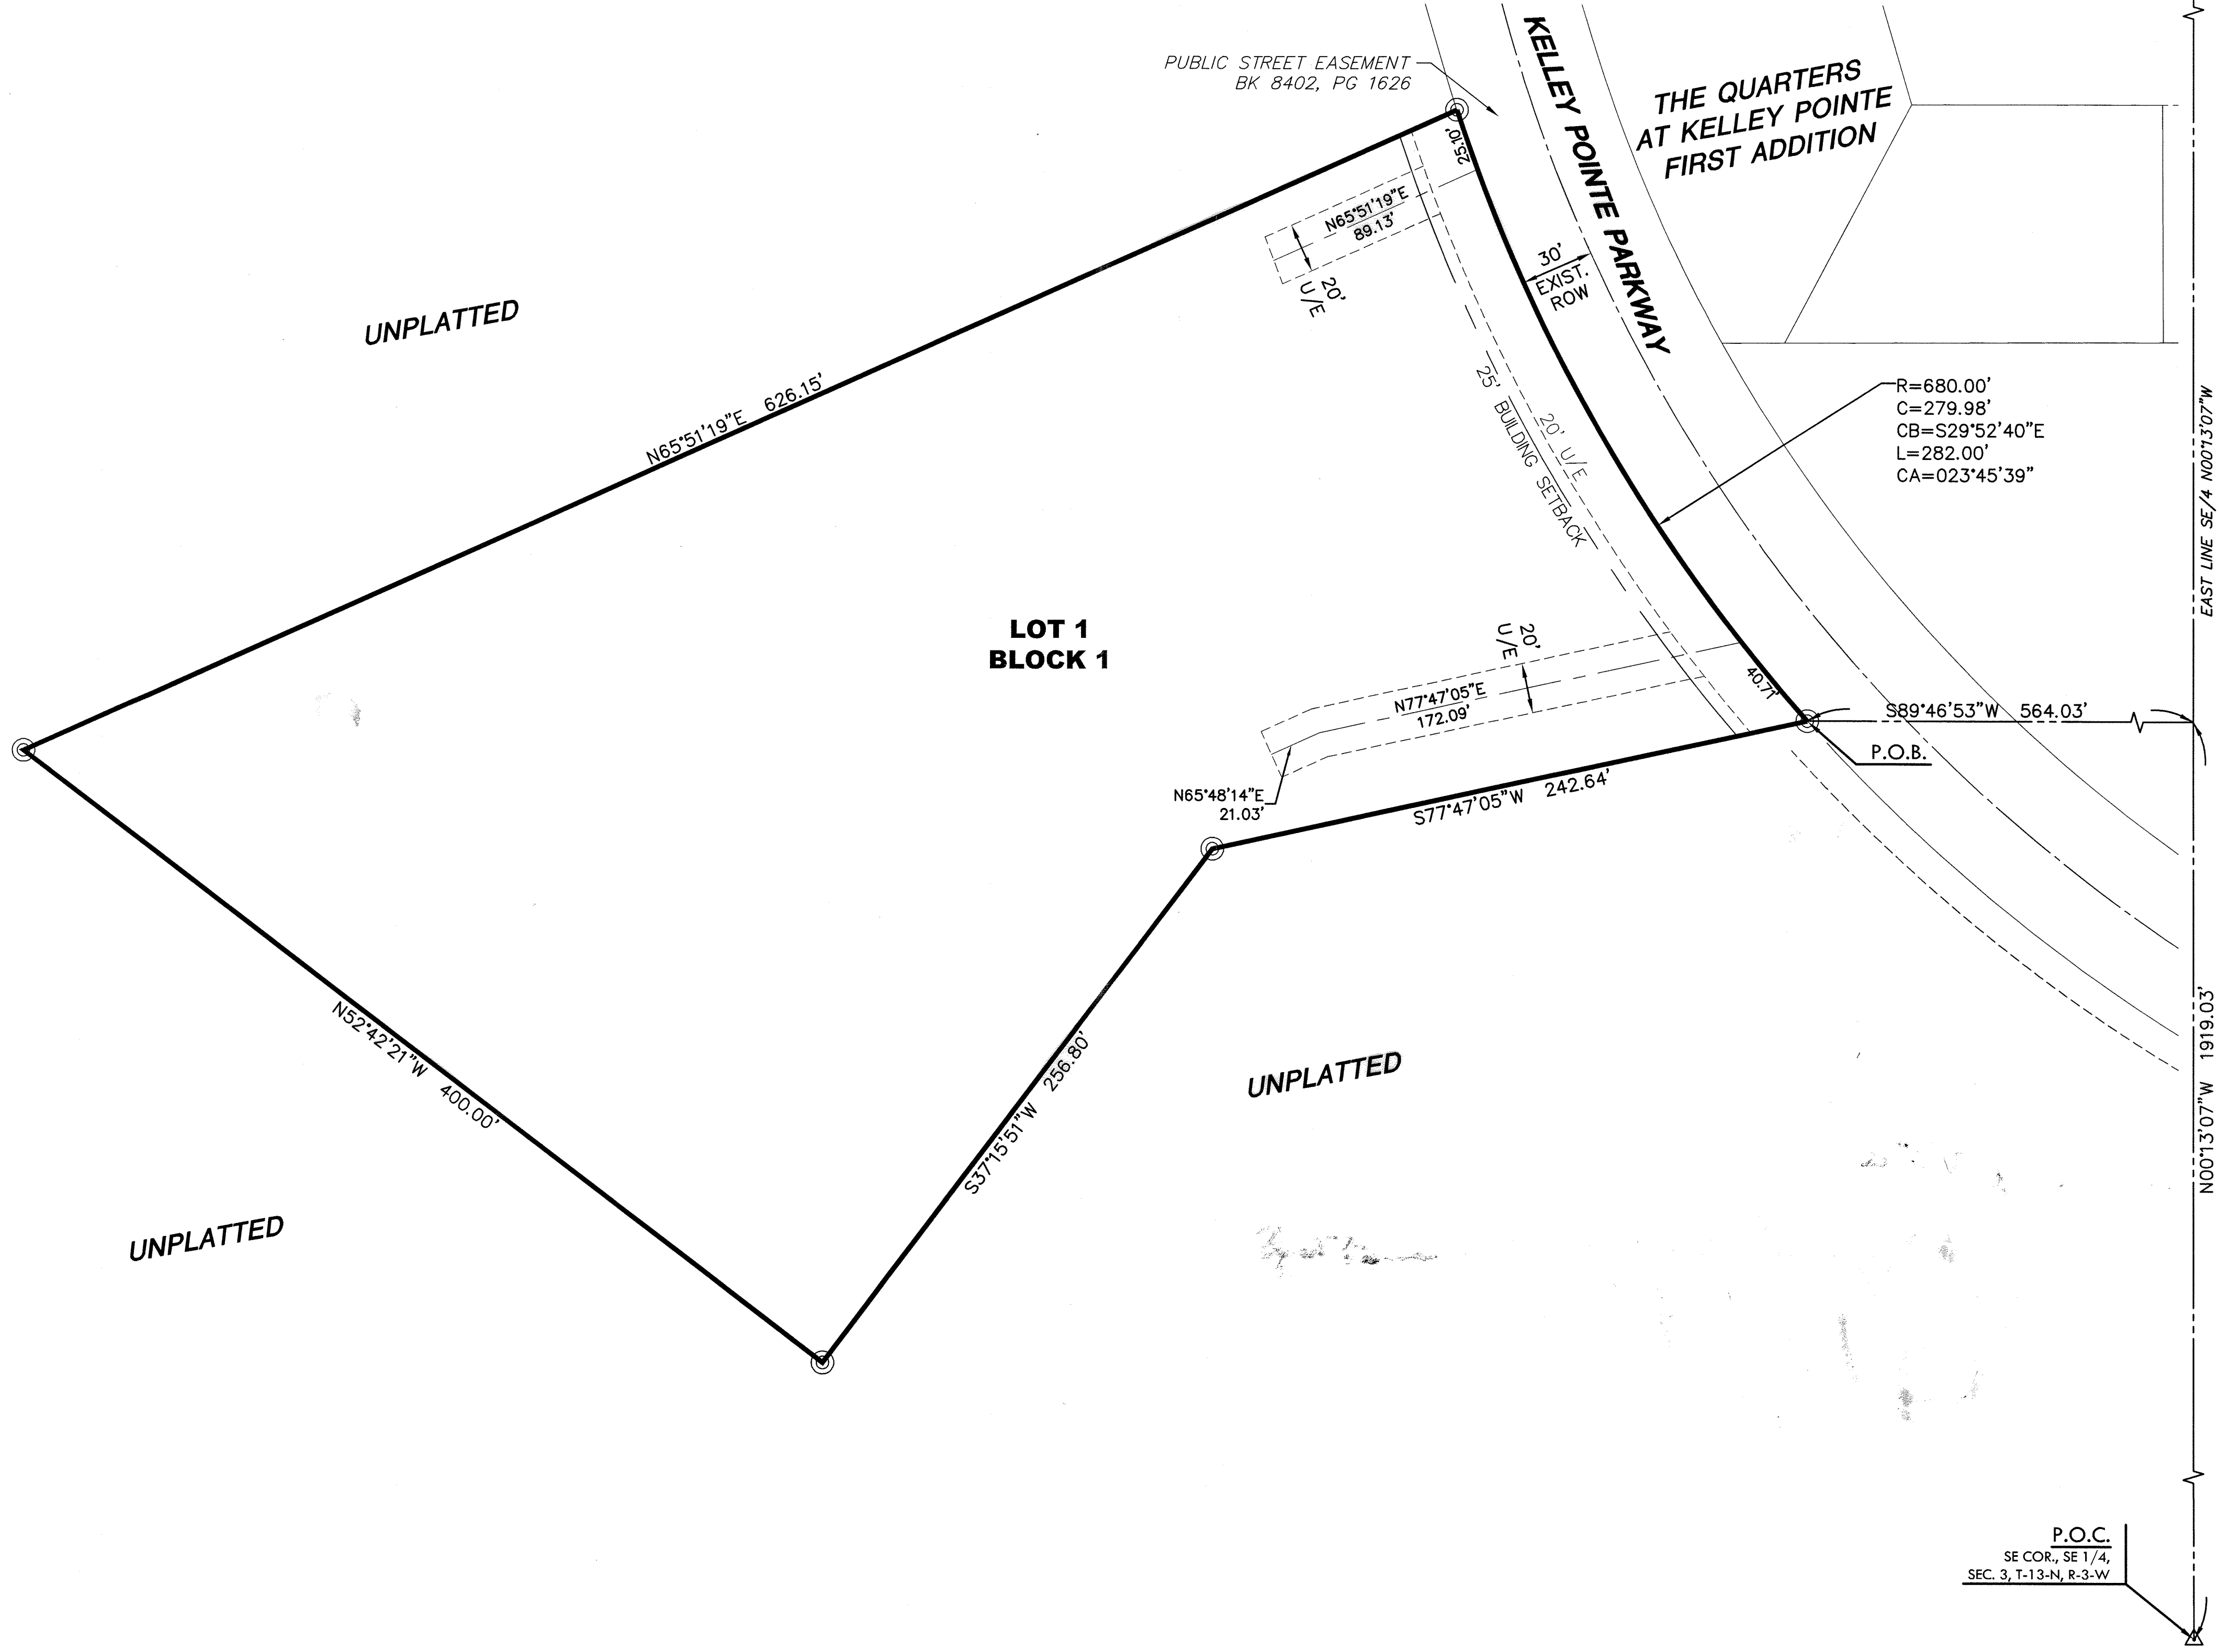 PUBLIC STREET EASEMENT
BK 8402, PG 1626
KELLEY POINTE PARKWAY
THE QUARTERS
AT KELLEY POINTE
FIRST ADDITION
25.10'
N65°51'19"E
89.13'
20'
U/E
30'
EXIST.
ROW
UNPLATTED
N65°51'19"E 626.15'
R=680.00'
C=279.98'
CB=S29°52'40"E
L=282.00'
CA=023°45'39"
EAST LINE SE/4 N00°13'07"W
20' U/E
25' BUILDING SETBACK
LOT 1
BLOCK 1
20'
U/E
N77°47'05"E
172.09'
40.71'
S89°46'53"W 564.03'
P.O.B.
N65°48'14"E
21.03'
S77°47'05"W 242.64'
N52°42'21"W 400.00'
S37°15'51"W 256.80'
UNPLATTED
N00°13'07"W 1919.03'
UNPLATTED
P.O.C.
SE COR., SE 1/4,
SEC. 3, T-13-N, R-3-W